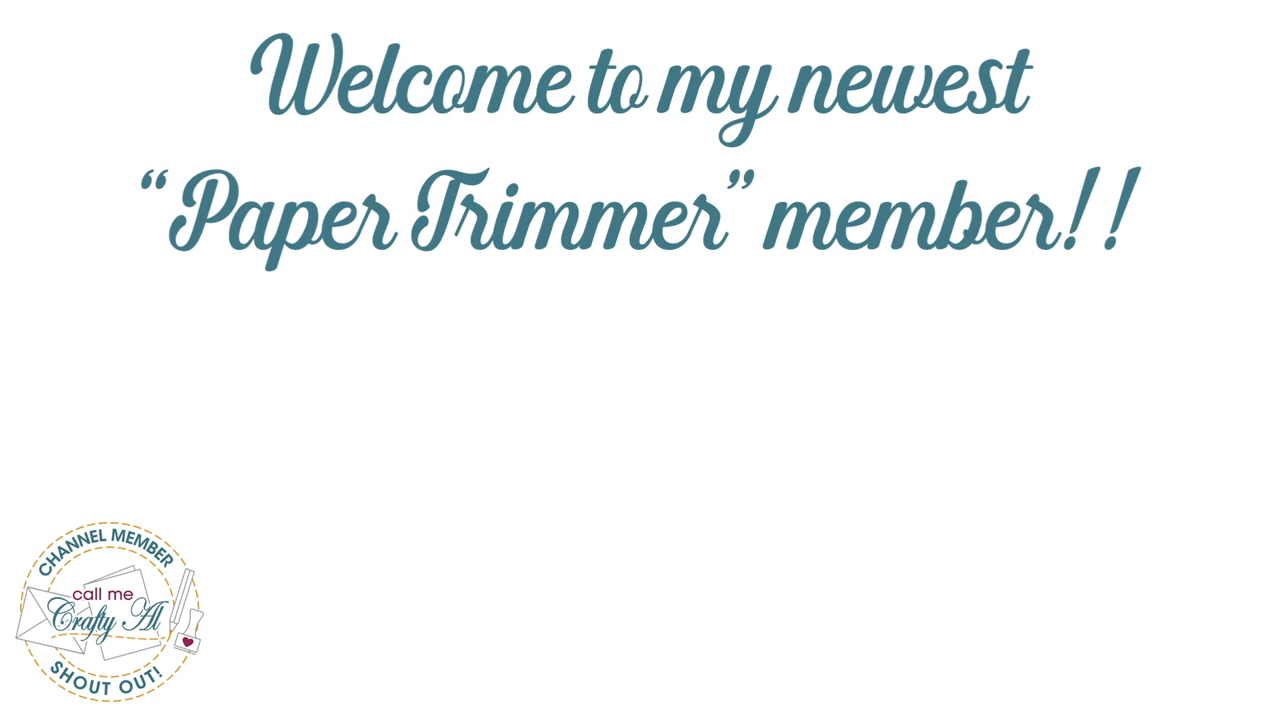 Welcome to my newest
“Paper Trimmer” member!!
CHANNEL MEMBER
call me
Crafty Al
SHOUT OUT!